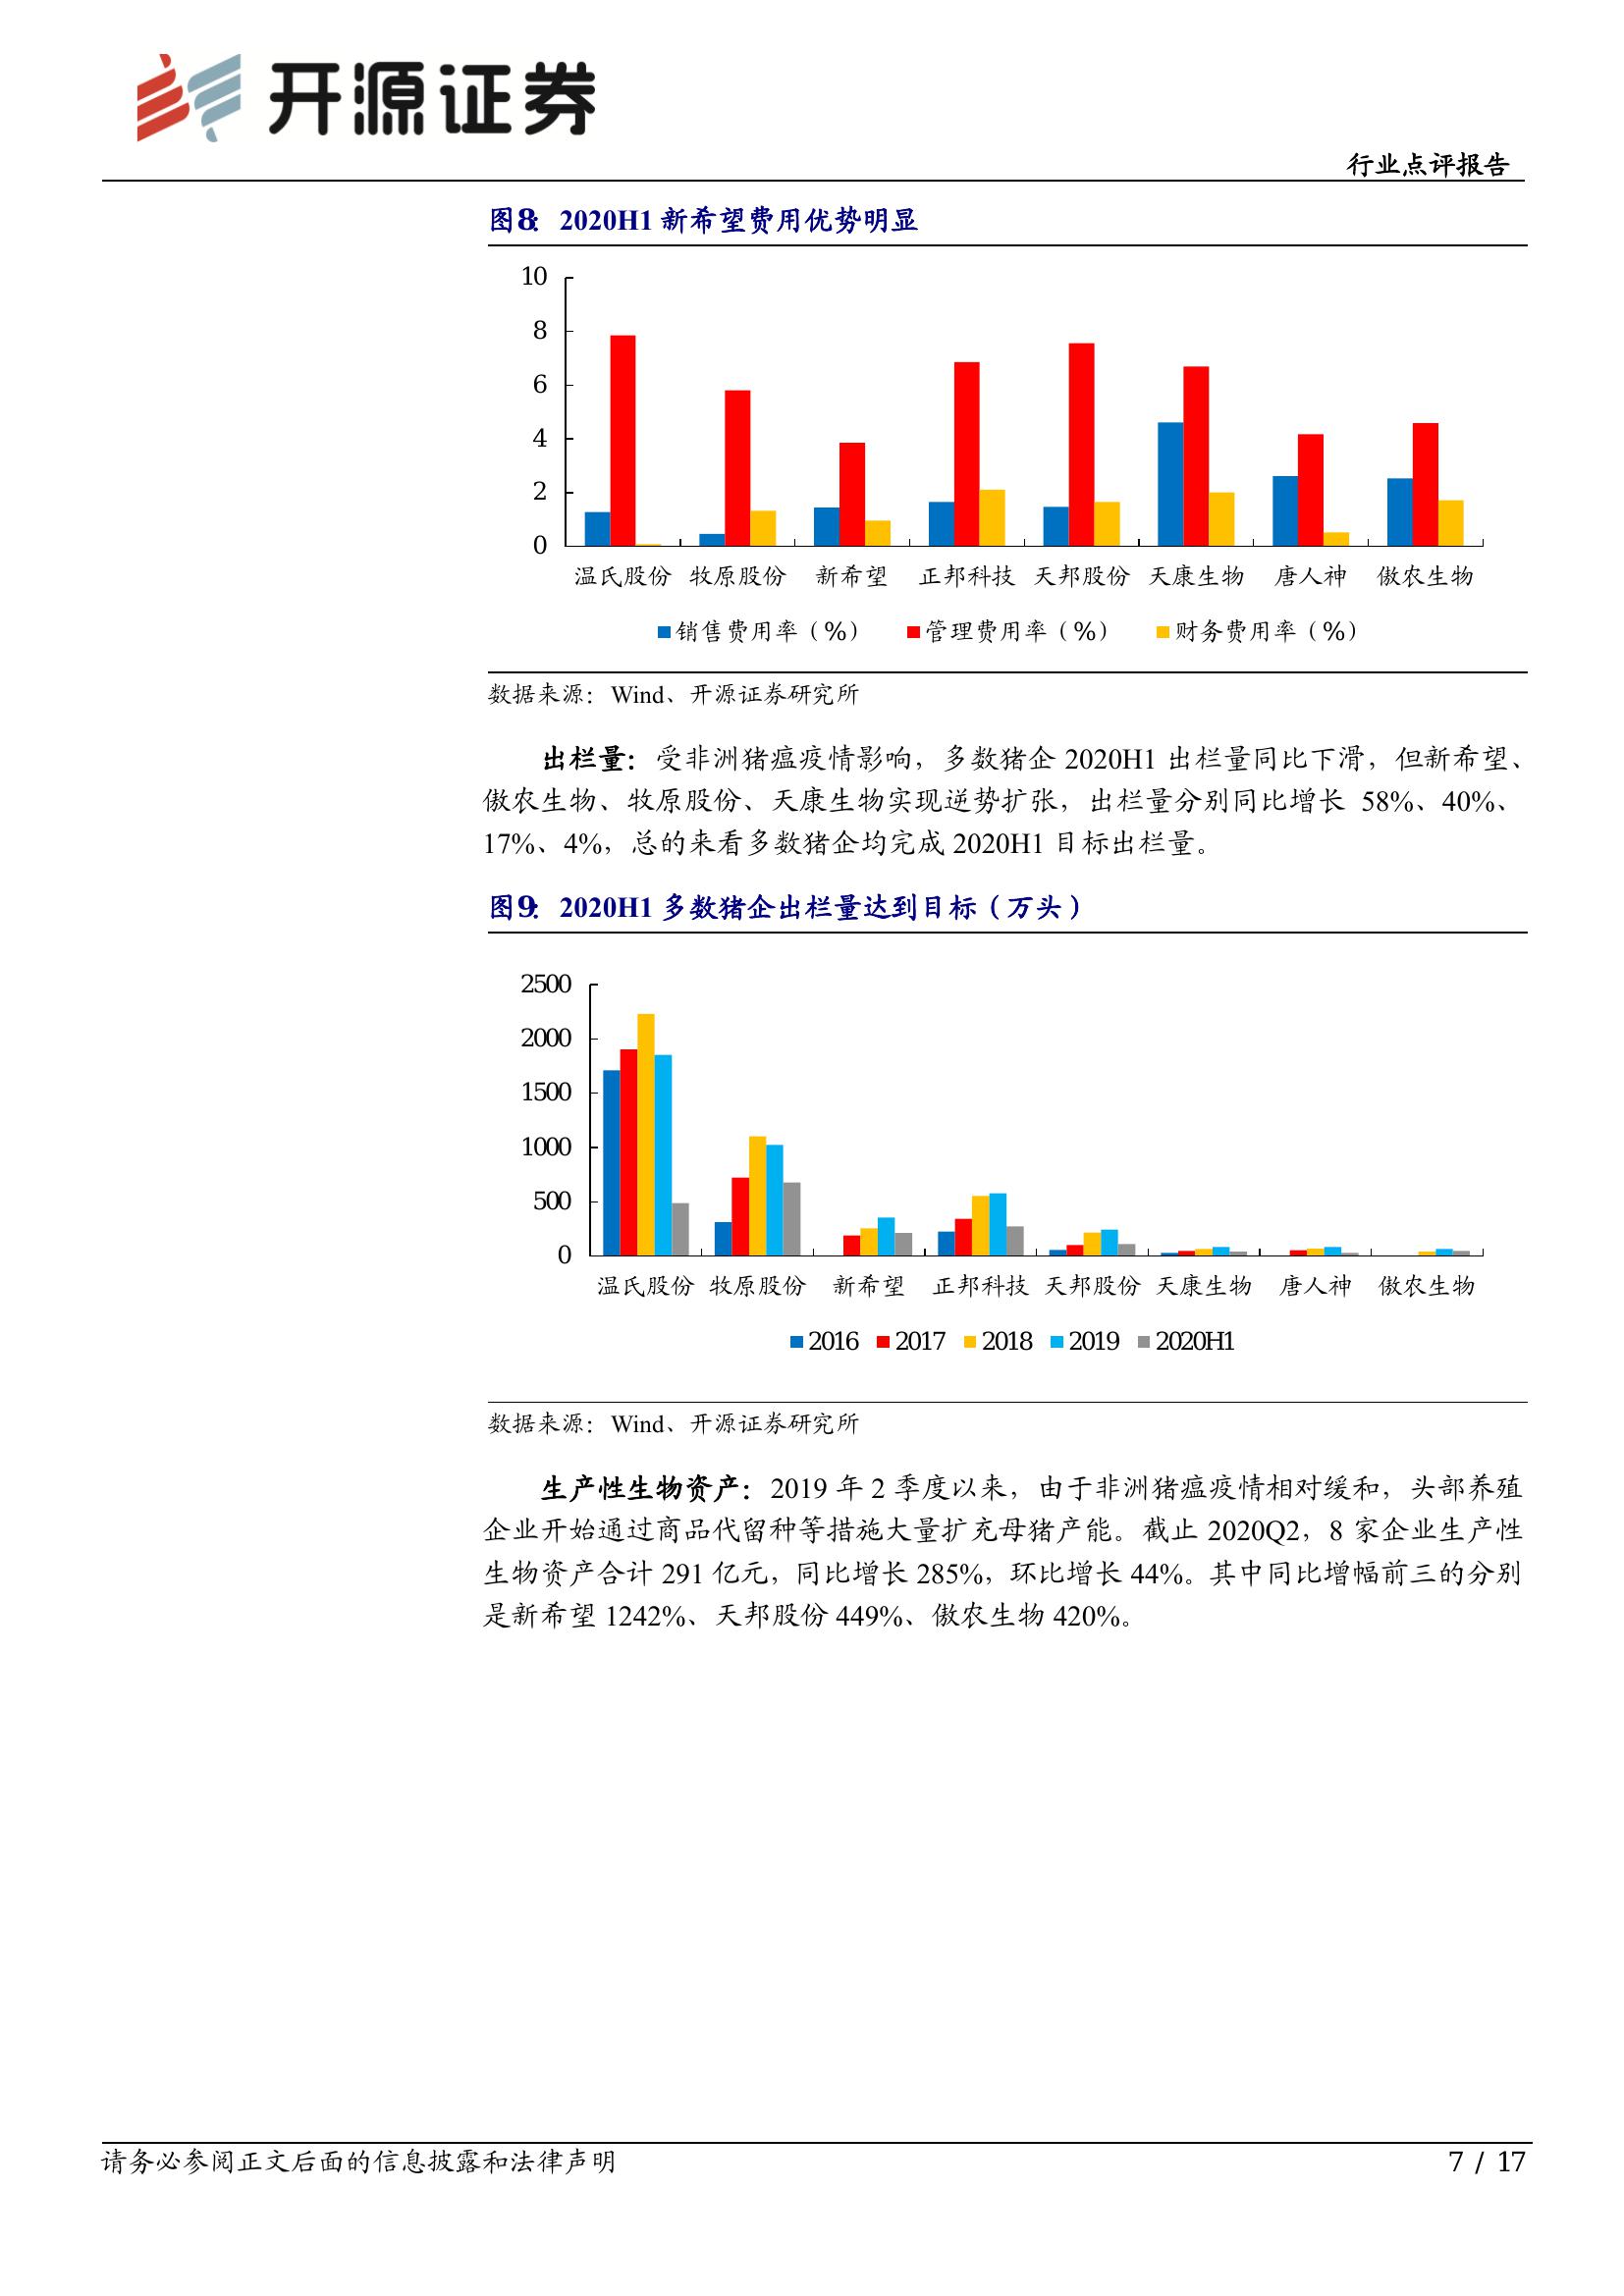 开源证券
行业点评报告
图8： 2020H1 新希望费用优势明显
10
8
6
4
2
0
温氏股份 牧原股份 新希望 正邦科技 天邦股份 天康生物 唐人神 傲农生物
销售费用率（%） 管理费用率（%） 财务费用率（%）
数据来源：Wind、开源证券研究所
出栏量：受非洲猪瘟疫情影响，多数猪企 2020H1 出栏量同比下滑，但新希望、
傲农生物、牧原股份、天康生物实现逆势扩张，出栏量分别同比增长 58%、40%、
17%、4%，总的来看多数猪企均完成 2020H1 目标出栏量。
图9： 2020H1 多数猪企出栏量达到目标（万头）
2500
2000
1500
1000
500
0
温氏股份 牧原股份 新希望 正邦科技 天邦股份 天康生物 唐人神 傲农生物
2016 2017 2018 2019 2020H1
数据来源：Wind、开源证券研究所
生产性生物资产：2019 年 2 季度以来，由于非洲猪瘟疫情相对缓和，头部养殖
企业开始通过商品代留种等措施大量扩充母猪产能。截止 2020Q2，8 家企业生产性
生物资产合计 291 亿元，同比增长 285%，环比增长 44%。其中同比增幅前三的分别
是新希望 1242%、天邦股份 449%、傲农生物 420%。
请务必参阅正文后面的信息披露和法律声明 7 / 17